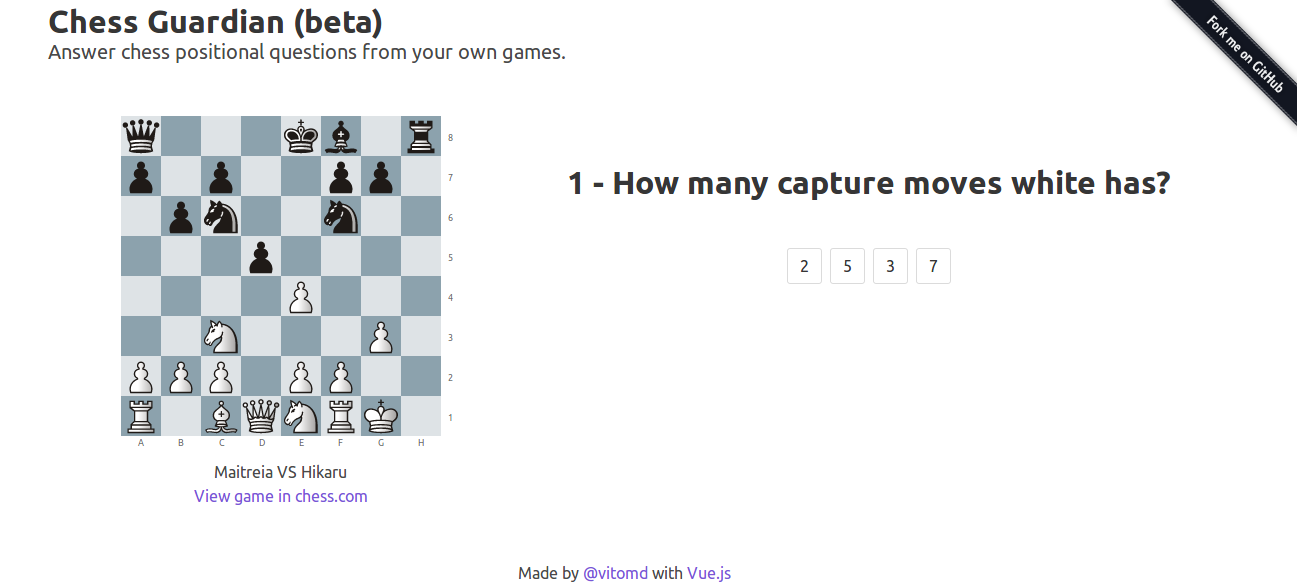 Chess Guardian (beta)
Answer chess positional questions from your own games.
Fork me on GitHub
8
7
6
5
4
3
2
1
A B C D E F G H
1 - How many capture moves white has?
2 5 3 7
Maitreia VS Hikaru
View game in chess.com
Made by @vitomd with Vue.js